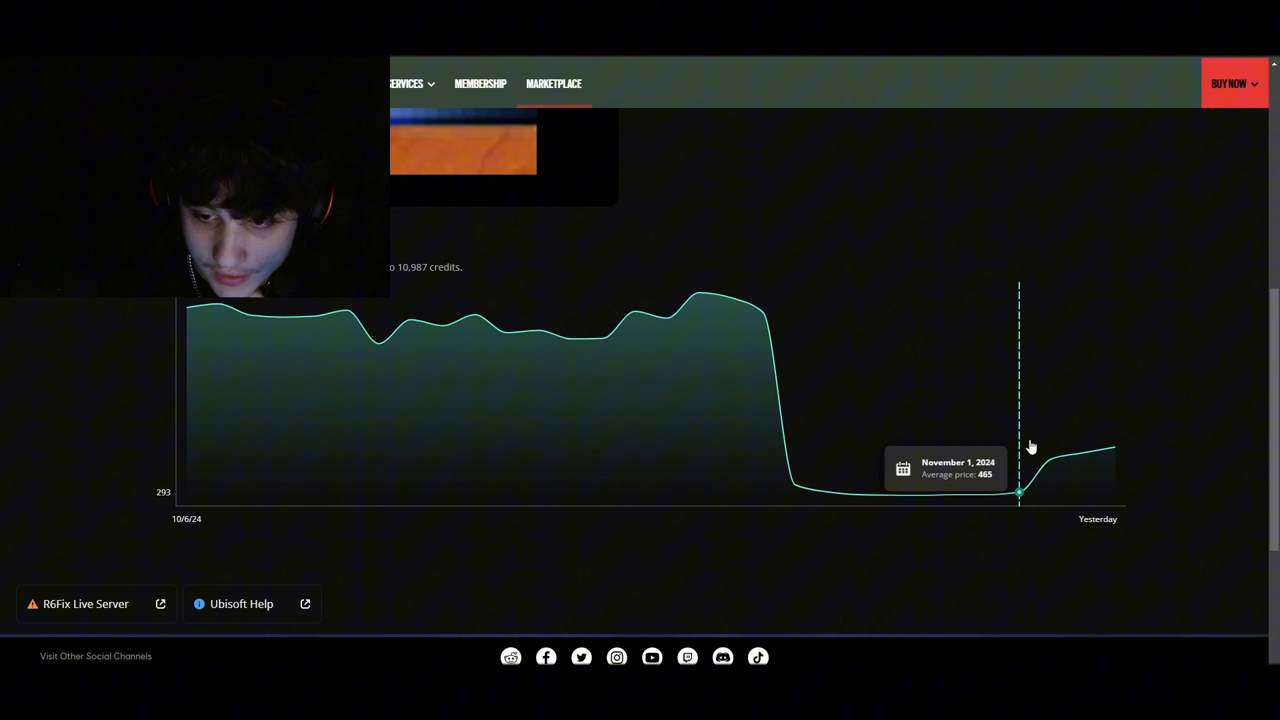 SERVICES MEMBERSHIP MARKETPLACE BUY NOW
o 10,987 credits.
November 1, 2024
Average price: 465
293
10/6/24 Yesterday
R6Fix Live Server Ubisoft Help
Visit Other Social Channels